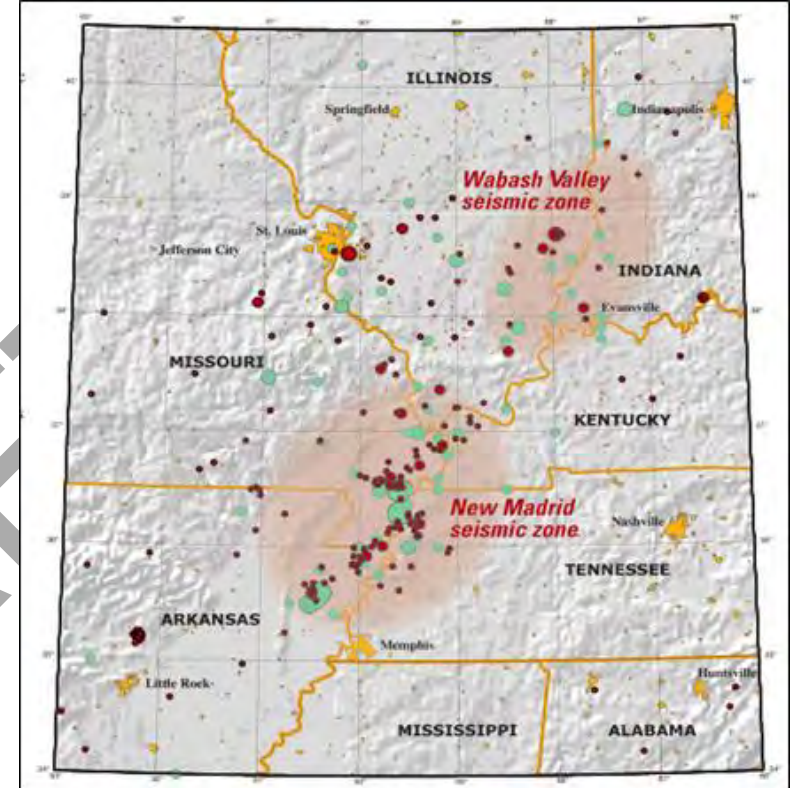 ILLINOIS
Springfield
Indianapolis
Wabash Valley
seismic zone
St. Louis
Jefferson City
INDIANA
Evansville
MISSOURI
KENTUCKY
New Madrid
seismic zone
Nashville
TENNESSEE
ARKANSAS
Memphis
Little Rock
Huntsville
MISSISSIPPI
ALABAMA